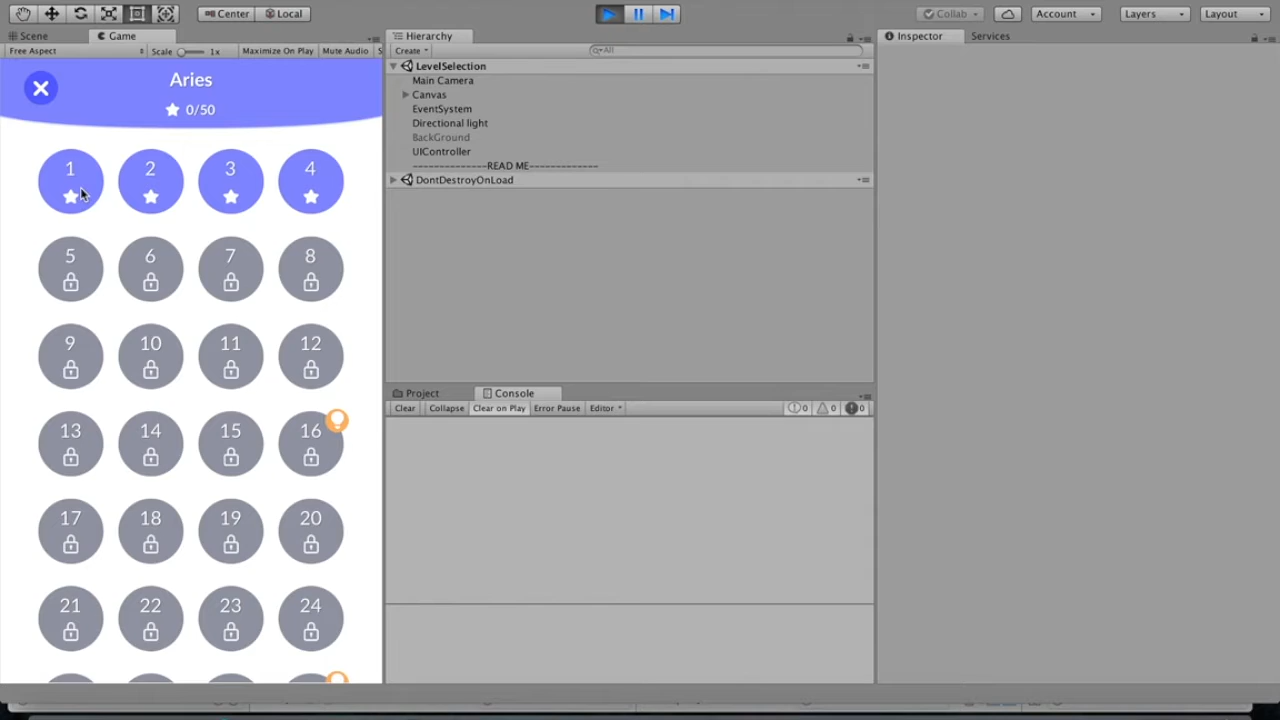 Center Local Collab Account Layers Layout
Scene Game Hierarchy Inspector Services
Free Aspect Scale 1x Maximize On Play Mute Audio S Create All
LevelSelection
Main Camera
Canvas
EventSystem
Directional light
BackGround
UIController
--------------READ ME-------------
DontDestroyOnLoad
Aries
0/50
1 2 3 4
5 6 7 8
9 10 11 12
13 14 15 16
17 18 19 20
21 22 23 24
Project Console
Clear Collapse Clear on Play Error Pause Editor 0 0 0